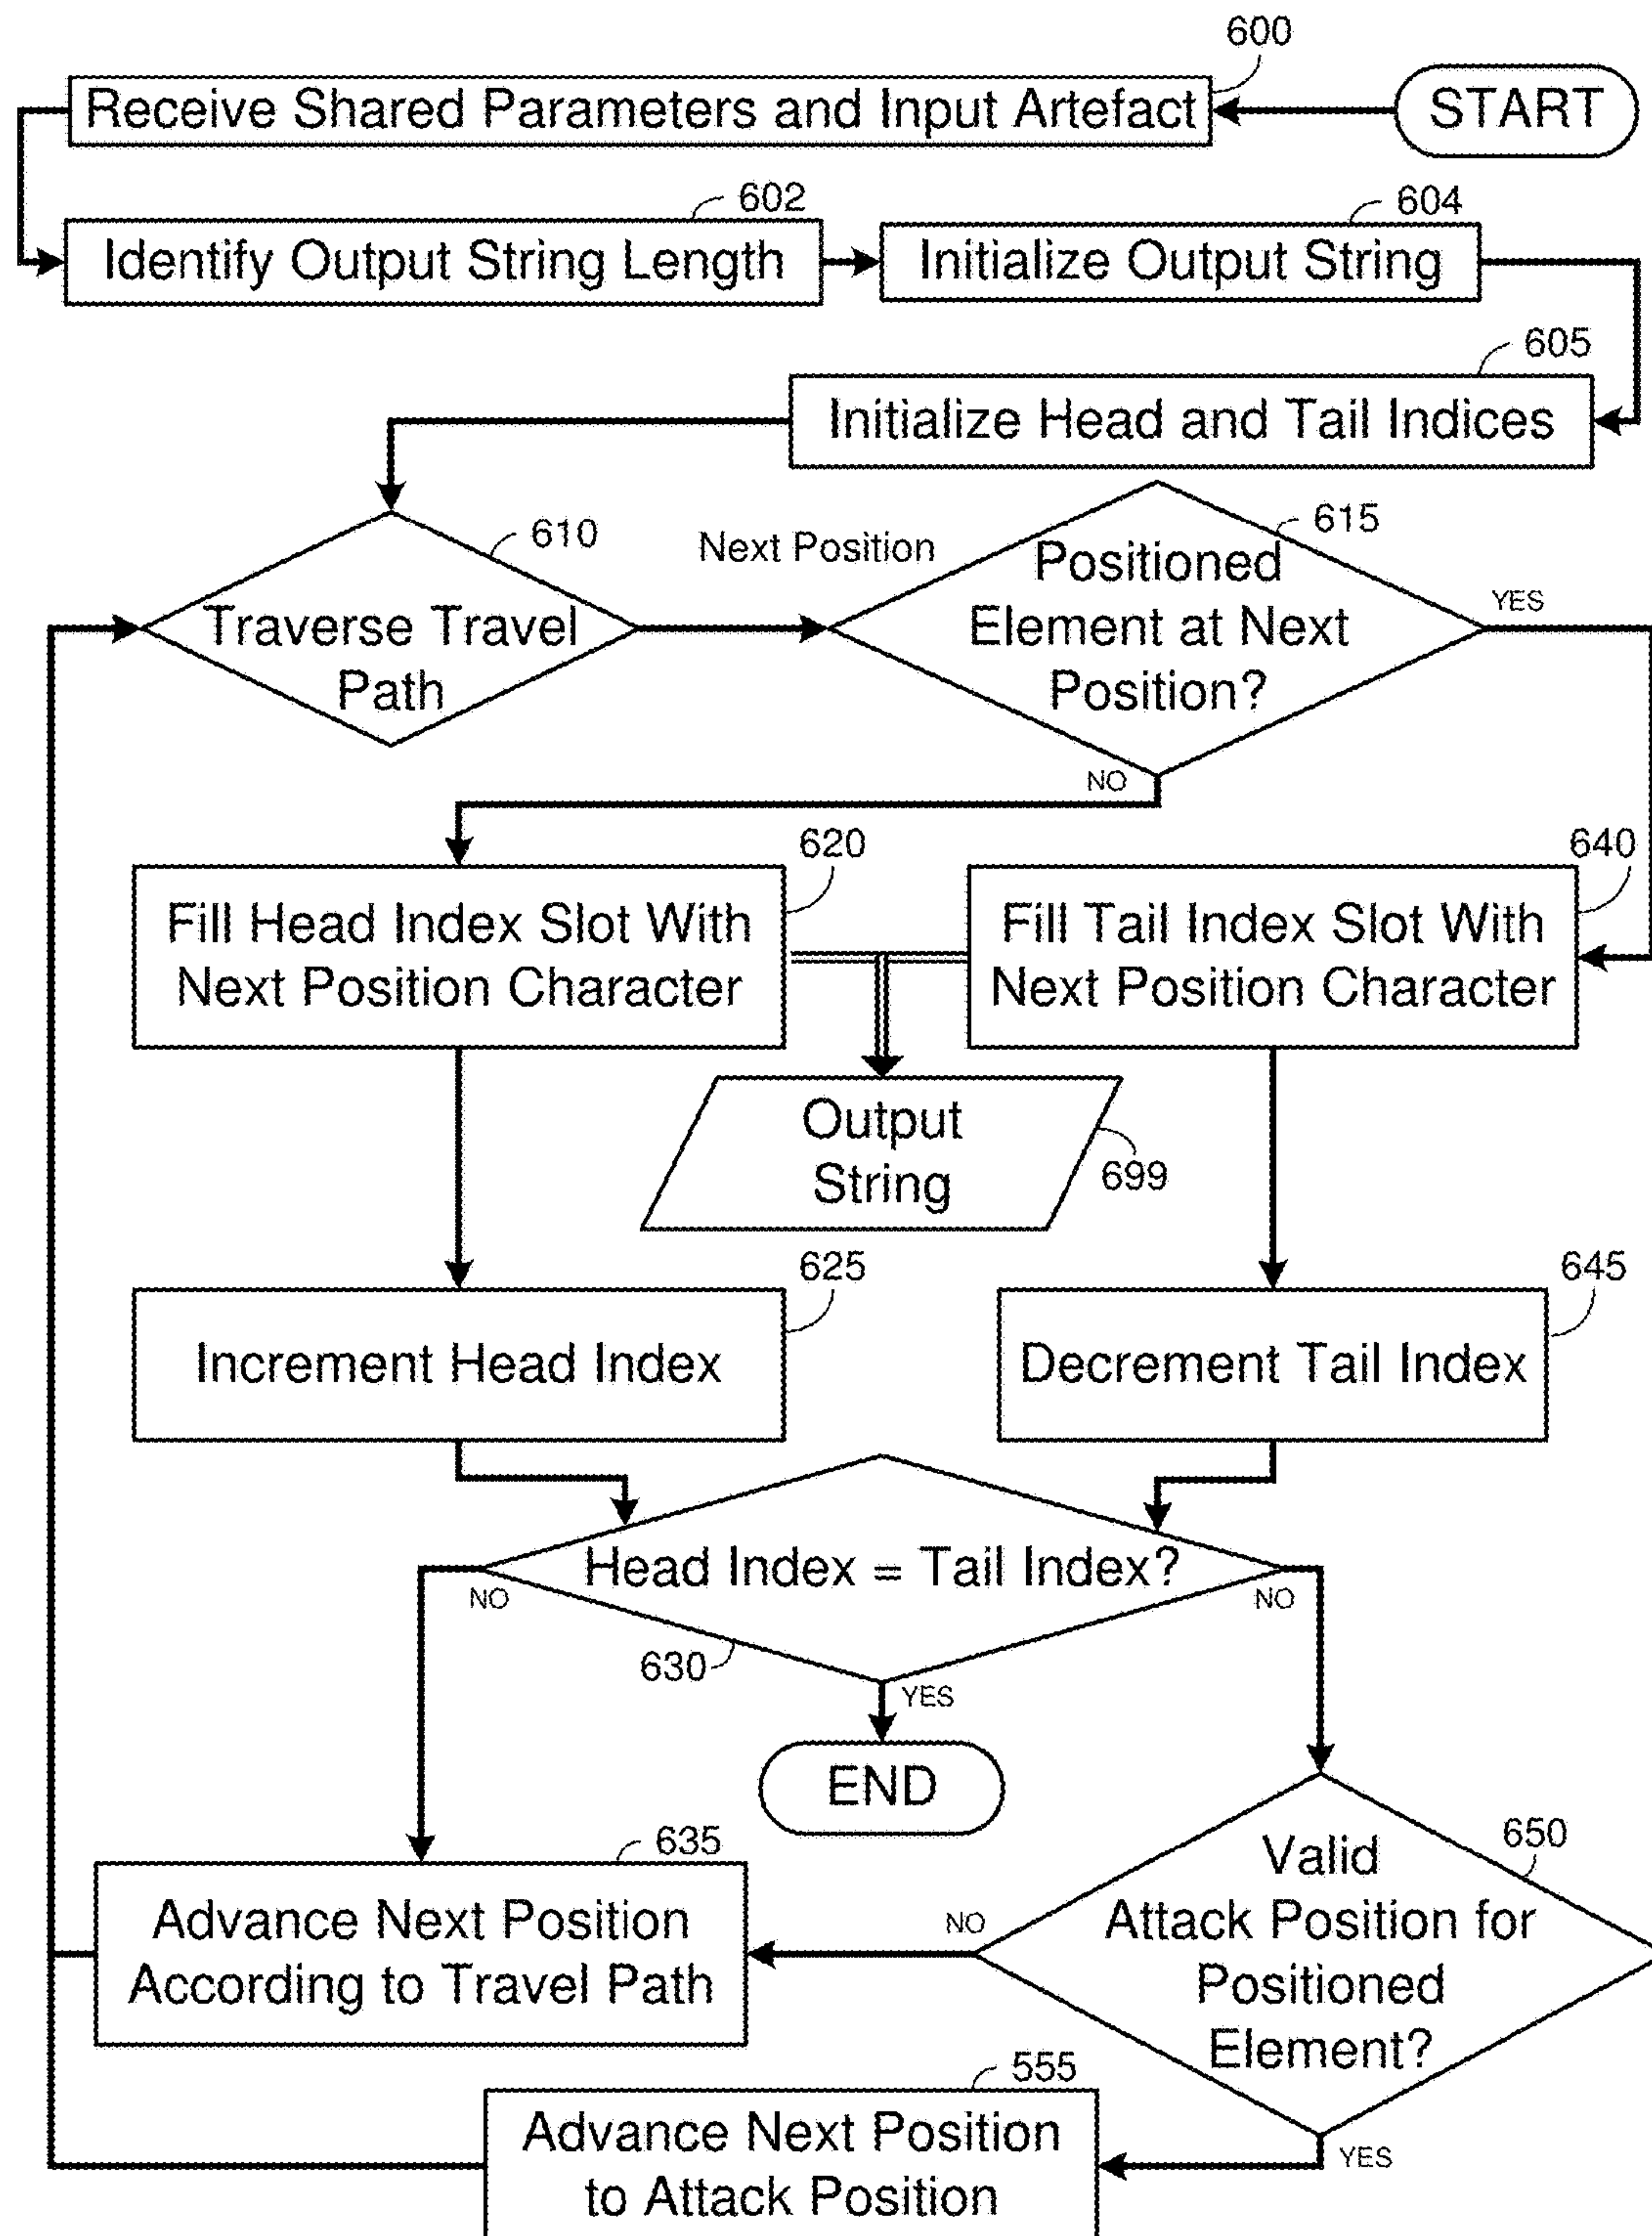 600
Receive Shared Parameters and Input Artefact
START
602
604
Identify Output String Length
Initialize Output String
605
Initialize Head and Tail Indices
610
Next Position
615
Traverse Travel
Path
Positioned
Element at Next
Position?
YES
NO
620
640
Fill Head Index Slot With
Next Position Character
Fill Tail Index Slot With
Next Position Character
Output
String
699
625
645
Increment Head Index
Decrement Tail Index
Head Index = Tail Index?
NO
NO
630
YES
END
635
650
Advance Next Position
According to Travel Path
NO
Valid
Attack Position for
Positioned
Element?
555
Advance Next Position
to Attack Position
YES